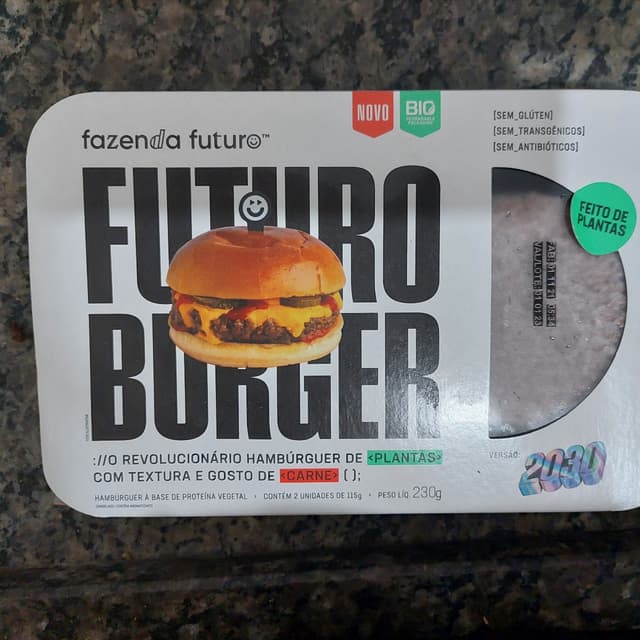 fazenda futuro™
NOVO
BIO
[SEM_GLÚTEN]
[SEM_TRANSGÊNICOS]
[SEM_ANTIBIÓTICOS]
FUTURO
BURGER
FEITO DE
PLANTAS
://O REVOLUCIONÁRIO HAMBÚRGUER DE <PLANTAS>
COM TEXTURA E GOSTO DE <CARNE> ( );
VERSÃO:
2030
HAMBÚRGUER À BASE DE PROTEÍNA VEGETAL • CONTÉM 2 UNIDADES DE 115g • PESO LÍQ. 230g